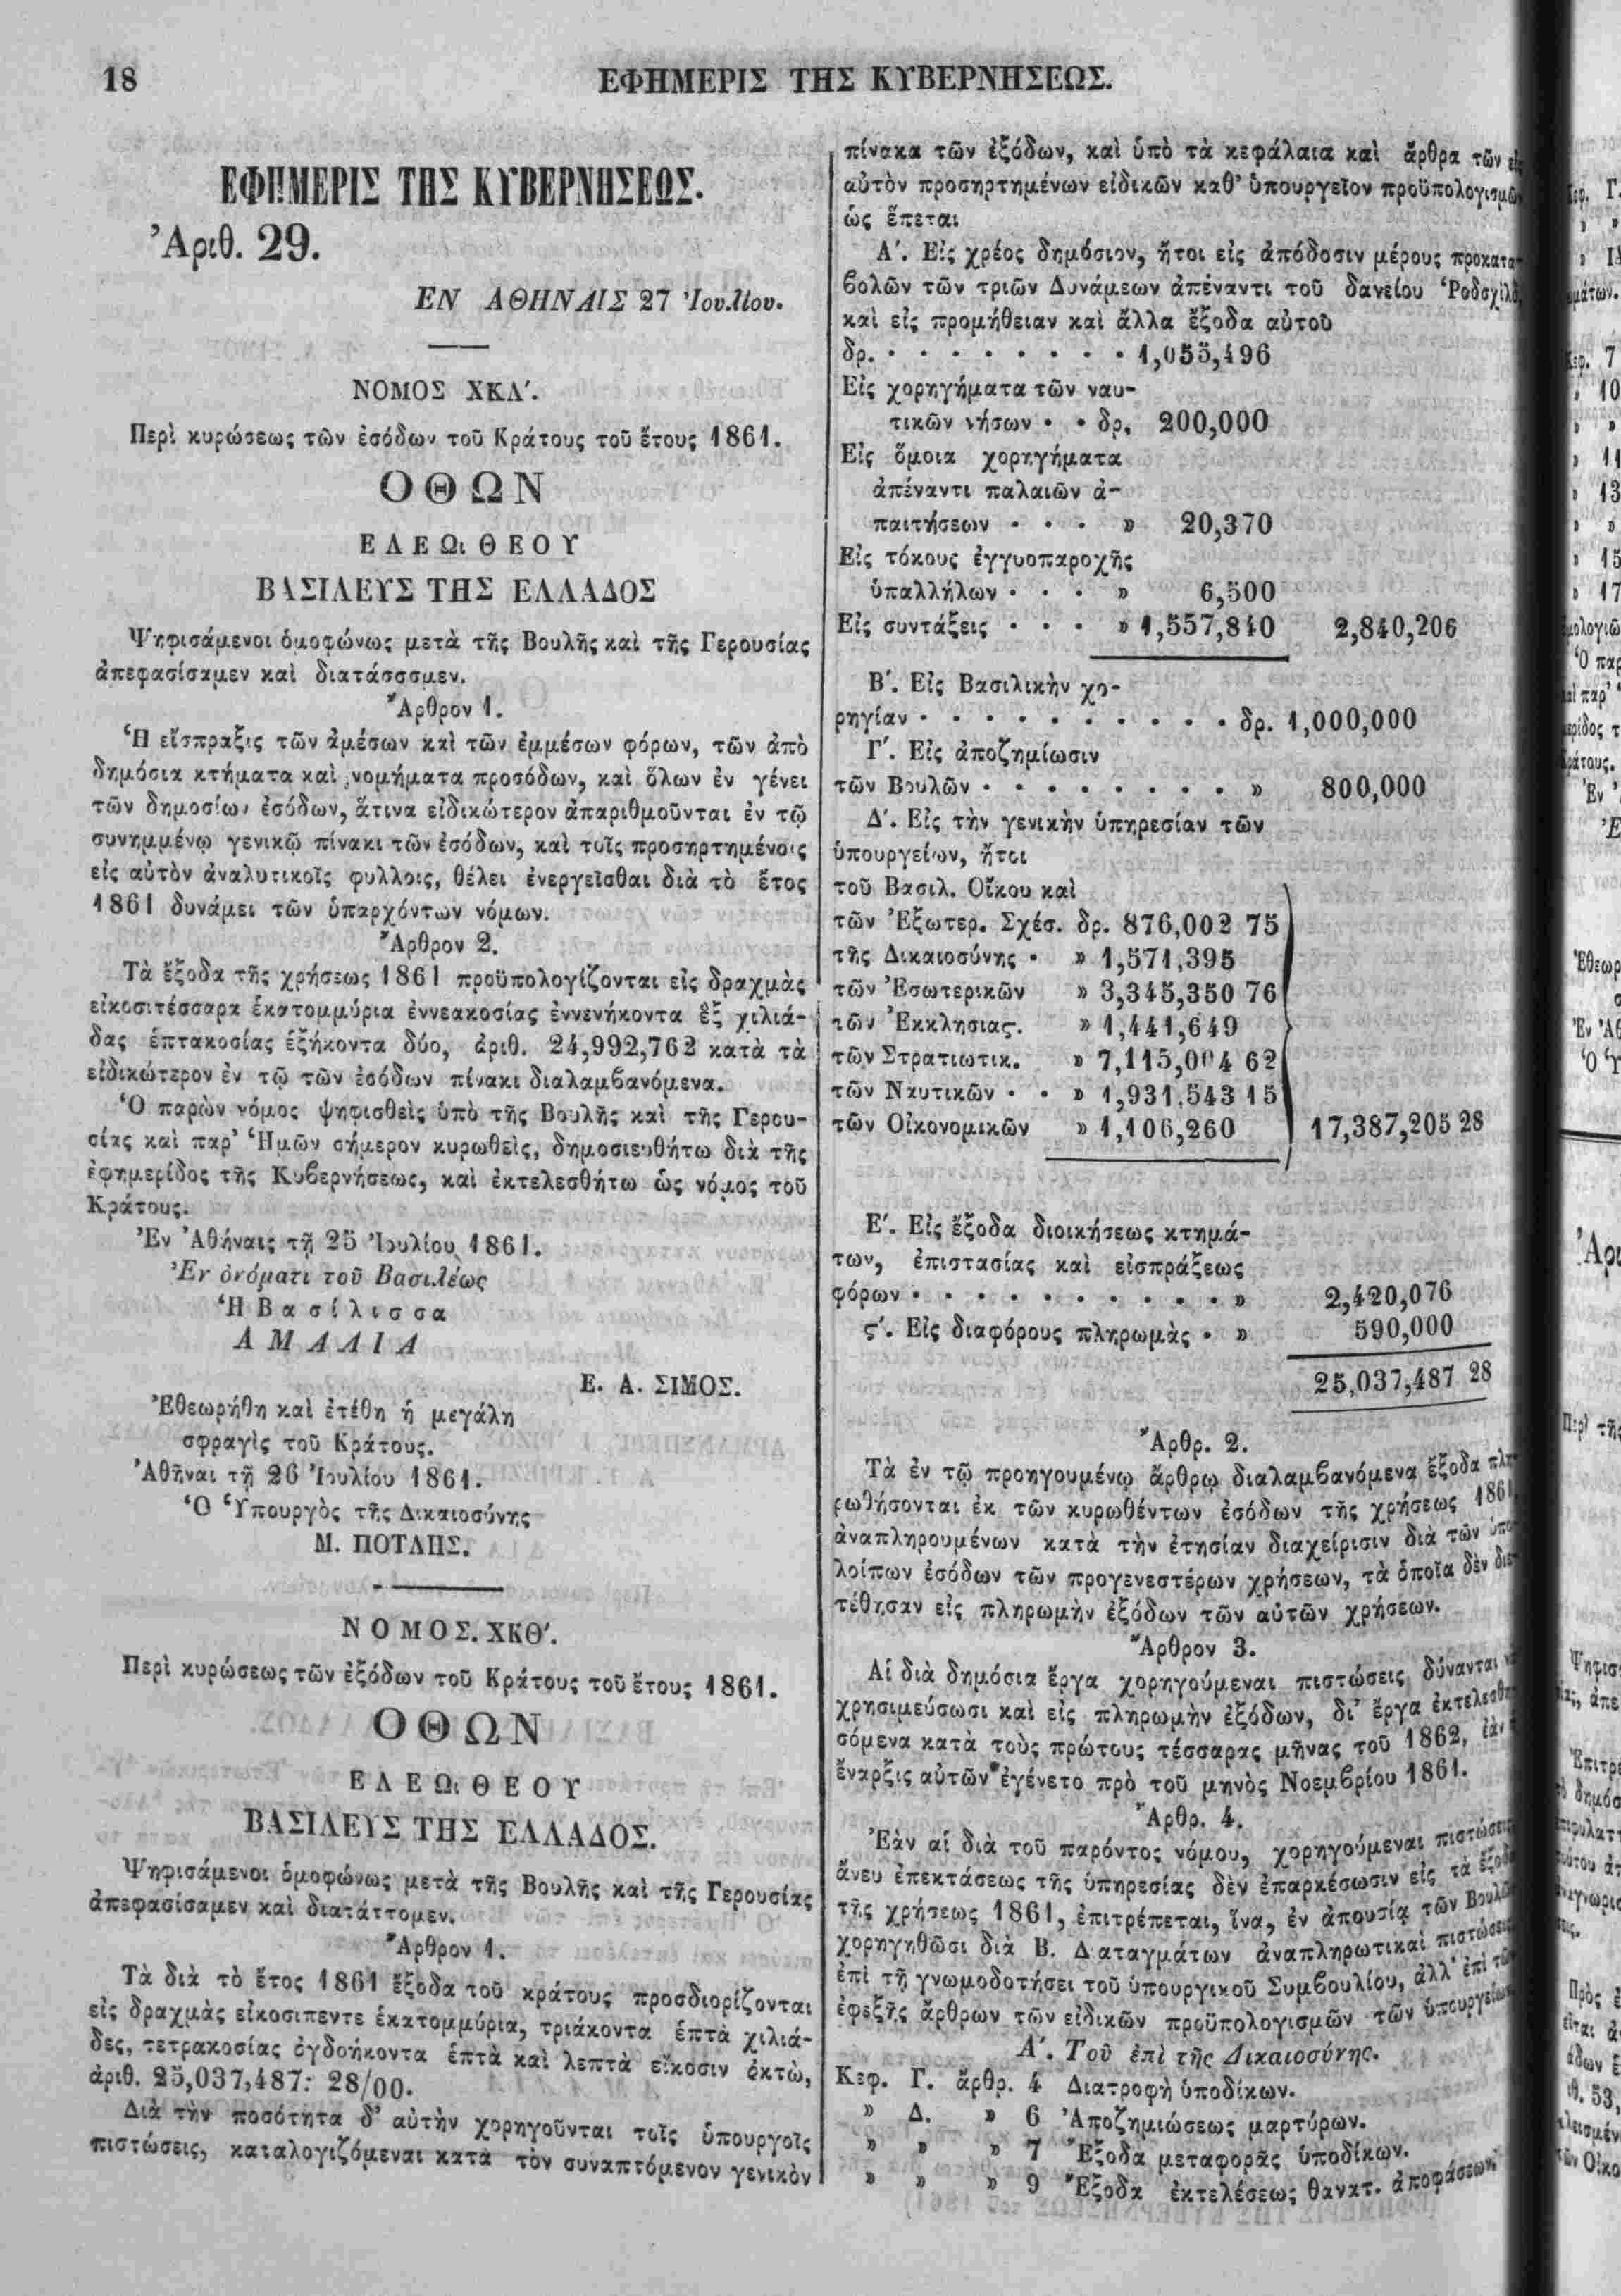 18
ΕΦΗΜΕΡΙΣ ΤΗΣ ΚΥΒΕΡΝΗΣΕΩΣ.
ΕΦΗΜΕΡΙΣ ΤΗΣ ΚΥΒΕΡΝΗΣΕΩΣ.
Ἀριθ. 29.
ΕΝ ΑΘΗΝΑΙΣ 27 Ἰουλίου.
ΝΟΜΟΣ ΧΚΛ΄.
Περὶ κυρώσεως τῶν ἐσόδων τοῦ Κράτους τοῦ ἔτους 1861.
ΟΘΩΝ
ΕΛΕΩι ΘΕΟΥ
ΒΑΣΙΛΕΥΣ ΤΗΣ ΕΛΛΑΔΟΣ
Ψηφισάμενοι ὁμοφώνως μετὰ τῆς Βουλῆς καὶ τῆς Γερουσίας
ἀπεφασίσαμεν καὶ διατάσσομεν.
Ἄρθρον 1.
Ἡ εἴσπραξις τῶν ἀμέσων καὶ τῶν ἐμμέσων φόρων, τῶν ἀπὸ
δημόσια κτήματα καὶ νομήματα προσόδων, καὶ ὅλων ἐν γένει
τῶν δημοσίων ἐσόδων, ἅτινα εἰδικώτερον ἀπαριθμοῦνται ἐν τῷ
συνημμένῳ γενικῷ πίνακι τῶν ἐσόδων, καὶ τοῖς προσηρτημένοις
εἰς αὐτὸν ἀναλυτικοῖς φυλλοις, θέλει ἐνεργεῖσθαι διὰ τὸ ἔτος
1861 δυνάμει τῶν ὑπαρχόντων νόμων.
Ἄρθρον 2.
Τὰ ἔξοδα τῆς χρήσεως 1861 προϋπολογίζονται εἰς δραχμὰς
εἰκοσιτέσσαρα ἑκατομμύρια ἐννεακοσίας ἐννενήκοντα ἓξ χιλιά-
δας ἑπτακοσίας ἑξήκοντα δύο, ἀριθ. 24,992,762 κατὰ τὰ
εἰδικώτερον ἐν τῷ τῶν ἐσόδων πίνακι διαλαμβανόμενα.
Ὁ παρὼν νόμος ψηφισθεὶς ὑπὸ τῆς Βουλῆς καὶ τῆς Γερου-
σίας καὶ παρ' Ἡμῶν σήμερον κυρωθεὶς, δημοσιευθήτω διὰ τῆς
ἐφημερίδος τῆς Κυβερνήσεως, καὶ ἐκτελεσθήτω ὡς νόμος τοῦ
Κράτους.
Ἐν Ἀθήναις τῇ 25 Ἰουλίου 1861.
Ἐν ὀνόματι τοῦ Βασιλέως
Ἡ Βασίλισσα
ΑΜΑΛΙΑ
Ε. Α. ΣΙΜΟΣ.
Ἐθεωρήθη καὶ ἐτέθη ἡ μεγάλη
σφραγὶς τοῦ Κράτους.
Ἀθῆναι τῇ 26 Ἰουλίου 1861.
Ὁ Ὑπουργὸς τῆς Δικαιοσύνης
Μ. ΠΟΤΛΗΣ.
ΝΟΜΟΣ. ΧΚΘ΄.
Περὶ κυρώσεως τῶν ἐξόδων τοῦ Κράτους τοῦ ἔτους 1861.
ΟΘΩΝ
ΕΛΕΩι ΘΕΟΥ
ΒΑΣΙΛΕΥΣ ΤΗΣ ΕΛΛΑΔΟΣ.
Ψηφισάμενοι ὁμοφώνως μετὰ τῆς Βουλῆς καὶ τῆς Γερουσίας
ἀπεφασίσαμεν καὶ διατάττομεν.
Ἄρθρον 1.
Τὰ διὰ τὸ ἔτος 1861 ἔξοδα τοῦ κράτους προσδιορίζονται
εἰς δραχμὰς εἰκοσιπεντε ἑκατομμύρια, τριάκοντα ἑπτὰ χιλιά-
δες, τετρακοσίας ὀγδοήκοντα ἑπτὰ καὶ λεπτὰ εἴκοσιν ὀκτὼ,
ἀριθ. 25,037,487: 28/00.
Διὰ τὴν ποσότητα δ' αὐτὴν χορηγοῦνται τοῖς ὑπουργοῖς
πιστώσεις, καταλογιζόμεναι κατὰ τὸν συναπτόμενον γενικὸν
πίνακα τῶν ἐξόδων, καὶ ὑπὸ τὰ κεφάλαια καὶ ἄρθρα τῶν
αὐτὸν προσηρτημένων εἰδικῶν καθ' ὑπουργεῖον προϋπολογισμῶν
ὡς ἕπεται
Α΄. Εἰς χρέος δημόσιον, ἤτοι εἰς ἀπόδοσιν μέρους προκατα-
βολῶν τῶν τριῶν Δυνάμεων ἀπέναντι τοῦ δανείου Ῥοδσχίλδ,
καὶ εἰς προμήθειαν καὶ ἄλλα ἔξοδα αὐτοῦ
δρ. . . . . . . . . 1,055,496
Εἰς χορηγήματα τῶν ναυ-
τικῶν νήσων . . δρ. 200,000
Εἰς ὅμοια χορηγήματα
ἀπέναντι παλαιῶν ἀ-
παιτήσεων . . . » 20,370
Εἰς τόκους ἐγγυοπαροχῆς
ὑπαλλήλων . . . » 6,500
Εἰς συντάξεις . . . » 1,557,840 2,840,206
Β΄. Εἰς Βασιλικὴν χο-
ρηγίαν . . . . . . . . . . δρ. 1,000,000
Γ΄. Εἰς ἀποζημίωσιν
τῶν Βουλῶν . . . . . . . . » 800,000
Δ΄. Εἰς τὴν γενικὴν ὑπηρεσίαν τῶν
ὑπουργείων, ἤτοι
τοῦ Βασιλ. Οἴκου καὶ
τῶν Ἐξωτερ. Σχέσ. δρ. 876,002 75
τῆς Δικαιοσύνης . » 1,571,395
τῶν Ἐσωτερικῶν » 3,345,350 76
τῶν Ἐκκλησιας. » 1,441,649
τῶν Στρατιωτικ. » 7,115,004 62
τῶν Ναυτικῶν . . » 1,931,543 15
τῶν Οἰκονομικῶν » 1,106,260 17,387,205 28
Ε΄. Εἰς ἔξοδα διοικήσεως κτημά-
των, ἐπιστασίας καὶ εἰσπράξεως
φόρων . . . . . . . . . . » 2,420,076
ς΄. Εἰς διαφόρους πληρωμὰς . » 590,000
25,037,487 28
Ἄρθρ. 2.
Τὰ ἐν τῷ προηγουμένῳ ἄρθρῳ διαλαμβανόμενα ἔξοδα πλη-
ρωθήσονται ἐκ τῶν κυρωθέντων ἐσόδων τῆς χρήσεως 1861,
ἀναπληρουμένων κατὰ τὴν ἐτησίαν διαχείρισιν διὰ τῶν ὑπο-
λοίπων ἐσόδων τῶν προγενεστέρων χρήσεων, τὰ ὁποῖα δὲν διε-
τέθησαν εἰς πληρωμὴν ἐξόδων τῶν αὐτῶν χρήσεων.
Ἄρθρον 3.
Αἱ διὰ δημόσια ἔργα χορηγούμεναι πιστώσεις δύνανται
χρησιμεύσωσι καὶ εἰς πληρωμὴν ἐξόδων, δι' ἔργα ἐκτελεσθη-
σόμενα κατὰ τοὺς πρώτους τέσσαρας μῆνας τοῦ 1862, ἐὰν
ἔναρξις αὐτῶν ἐγένετο πρὸ τοῦ μηνὸς Νοεμβρίου 1861.
Ἄρθρ. 4.
Ἐὰν αἱ διὰ τοῦ παρόντος νόμου, χορηγούμεναι πιστώσεις
ἄνευ ἐπεκτάσεως τῆς ὑπηρεσίας δὲν ἐπαρκέσωσιν εἰς τὰ ἔξοδα
τῆς χρήσεως 1861, ἐπιτρέπεται, ἵνα, ἐν ἀπουσίᾳ τῶν Βουλῶν
χορηγηθῶσι διὰ Β. Διαταγμάτων ἀναπληρωτικαὶ πιστώσεις
ἐπὶ τῇ γνωμοδοτήσει τοῦ ὑπουργικοῦ Συμβουλίου, ἀλλ' ἐπὶ τῶν
ἐφεξῆς ἄρθρων τῶν εἰδικῶν προϋπολογισμῶν τῶν ὑπουργείων
Α΄. Τοῦ ἐπὶ τῆς Δικαιοσύνης.
Κεφ. Γ. ἄρθρ. 4 Διατροφὴ ὑποδίκων.
» Δ. » 6 Ἀποζημιώσεως μαρτύρων.
» » » 7 Ἔξοδα μεταφορᾶς ὑποδίκων.
» » » 9 Ἔξοδα ἐκτελέσεως θανατ. ἀποφάσεων.